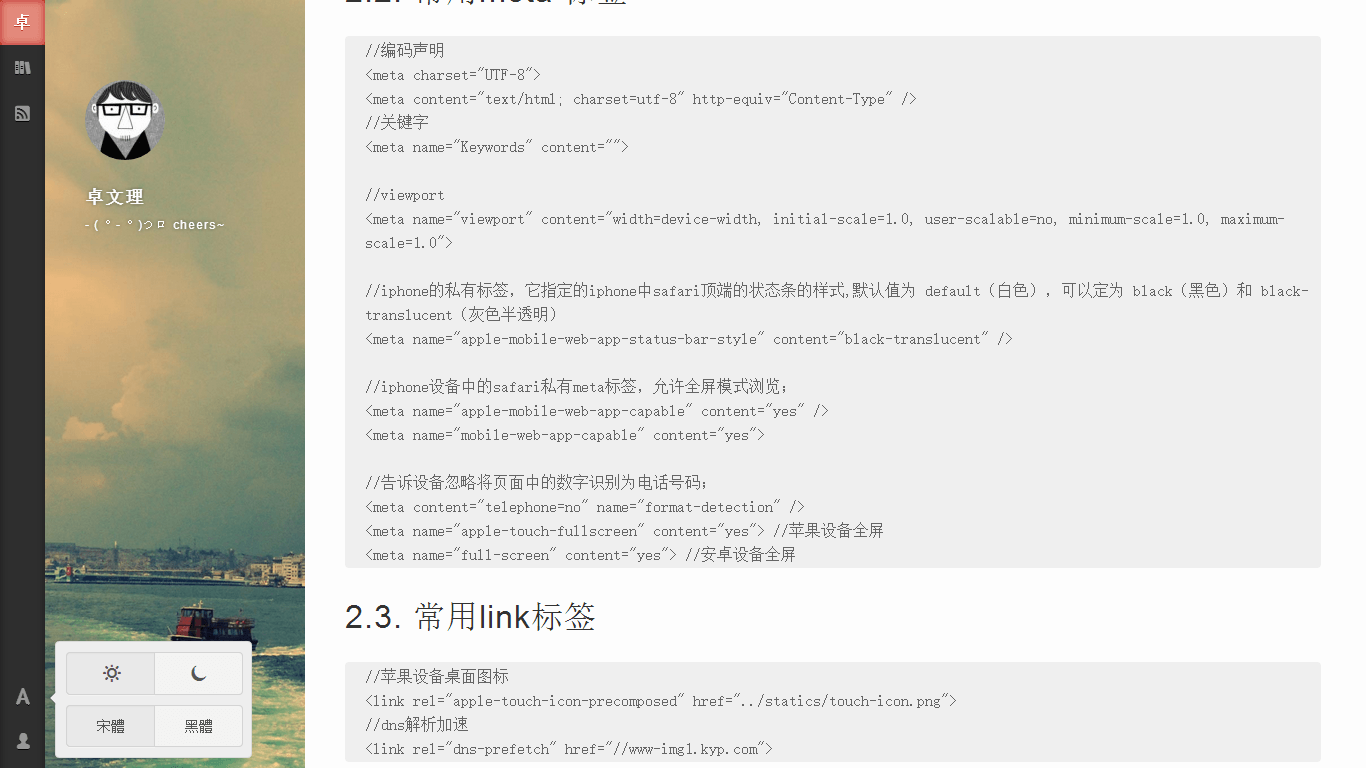 卓
卓文理
- ( ° - ° )つロ cheers~
A
宋體
黑體
2.2. 常用meta 标签
//编码声明
<meta charset="UTF-8">
<meta content="text/html; charset=utf-8" http-equiv="Content-Type" />
//关键字
<meta name="Keywords" content="">
//viewport
<meta name="viewport" content="width=device-width, initial-scale=1.0, user-scalable=no, minimum-scale=1.0, maximum-
scale=1.0">
//iphone的私有标签，它指定的iphone中safari顶端的状态条的样式,默认值为 default（白色），可以定为 black（黑色）和 black-
translucent（灰色半透明）
<meta name="apple-mobile-web-app-status-bar-style" content="black-translucent" />
//iphone设备中的safari私有meta标签，允许全屏模式浏览；
<meta name="apple-mobile-web-app-capable" content="yes" />
<meta name="mobile-web-app-capable" content="yes">
//告诉设备忽略将页面中的数字识别为电话号码；
<meta content="telephone=no" name="format-detection" />
<meta name="apple-touch-fullscreen" content="yes"> //苹果设备全屏
<meta name="full-screen" content="yes"> //安卓设备全屏
2.3. 常用link标签
//苹果设备桌面图标
<link rel="apple-touch-icon-precomposed" href="../statics/touch-icon.png">
//dns解析加速
<link rel="dns-prefetch" href="//www-img1.kyp.com">